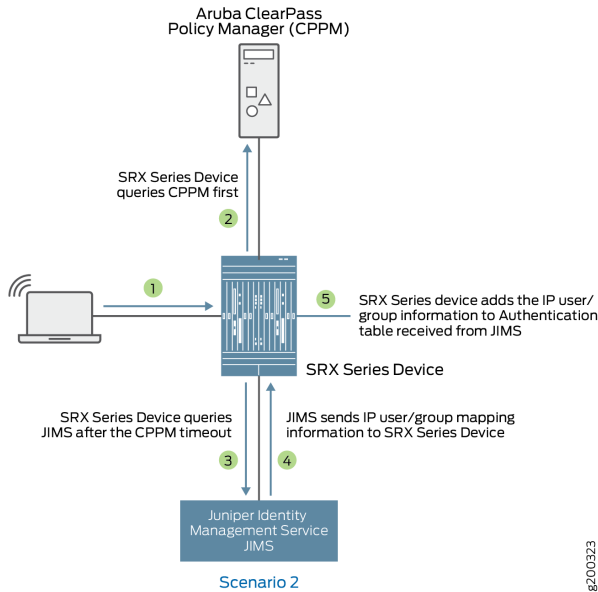 Aruba ClearPass
Policy Manager (CPPM)
SRX Series Device
queries CPPM first
2
1
5
SRX Series device adds the IP user/
group information to Authentication
table received from JIMS
SRX Series Device
SRX Series Device queries
JIMS after the CPPM timeout
3
JIMS sends IP user/group mapping
information to SRX Series Device
4
Juniper Identity
Management Service
JIMS
Scenario 2
g200323